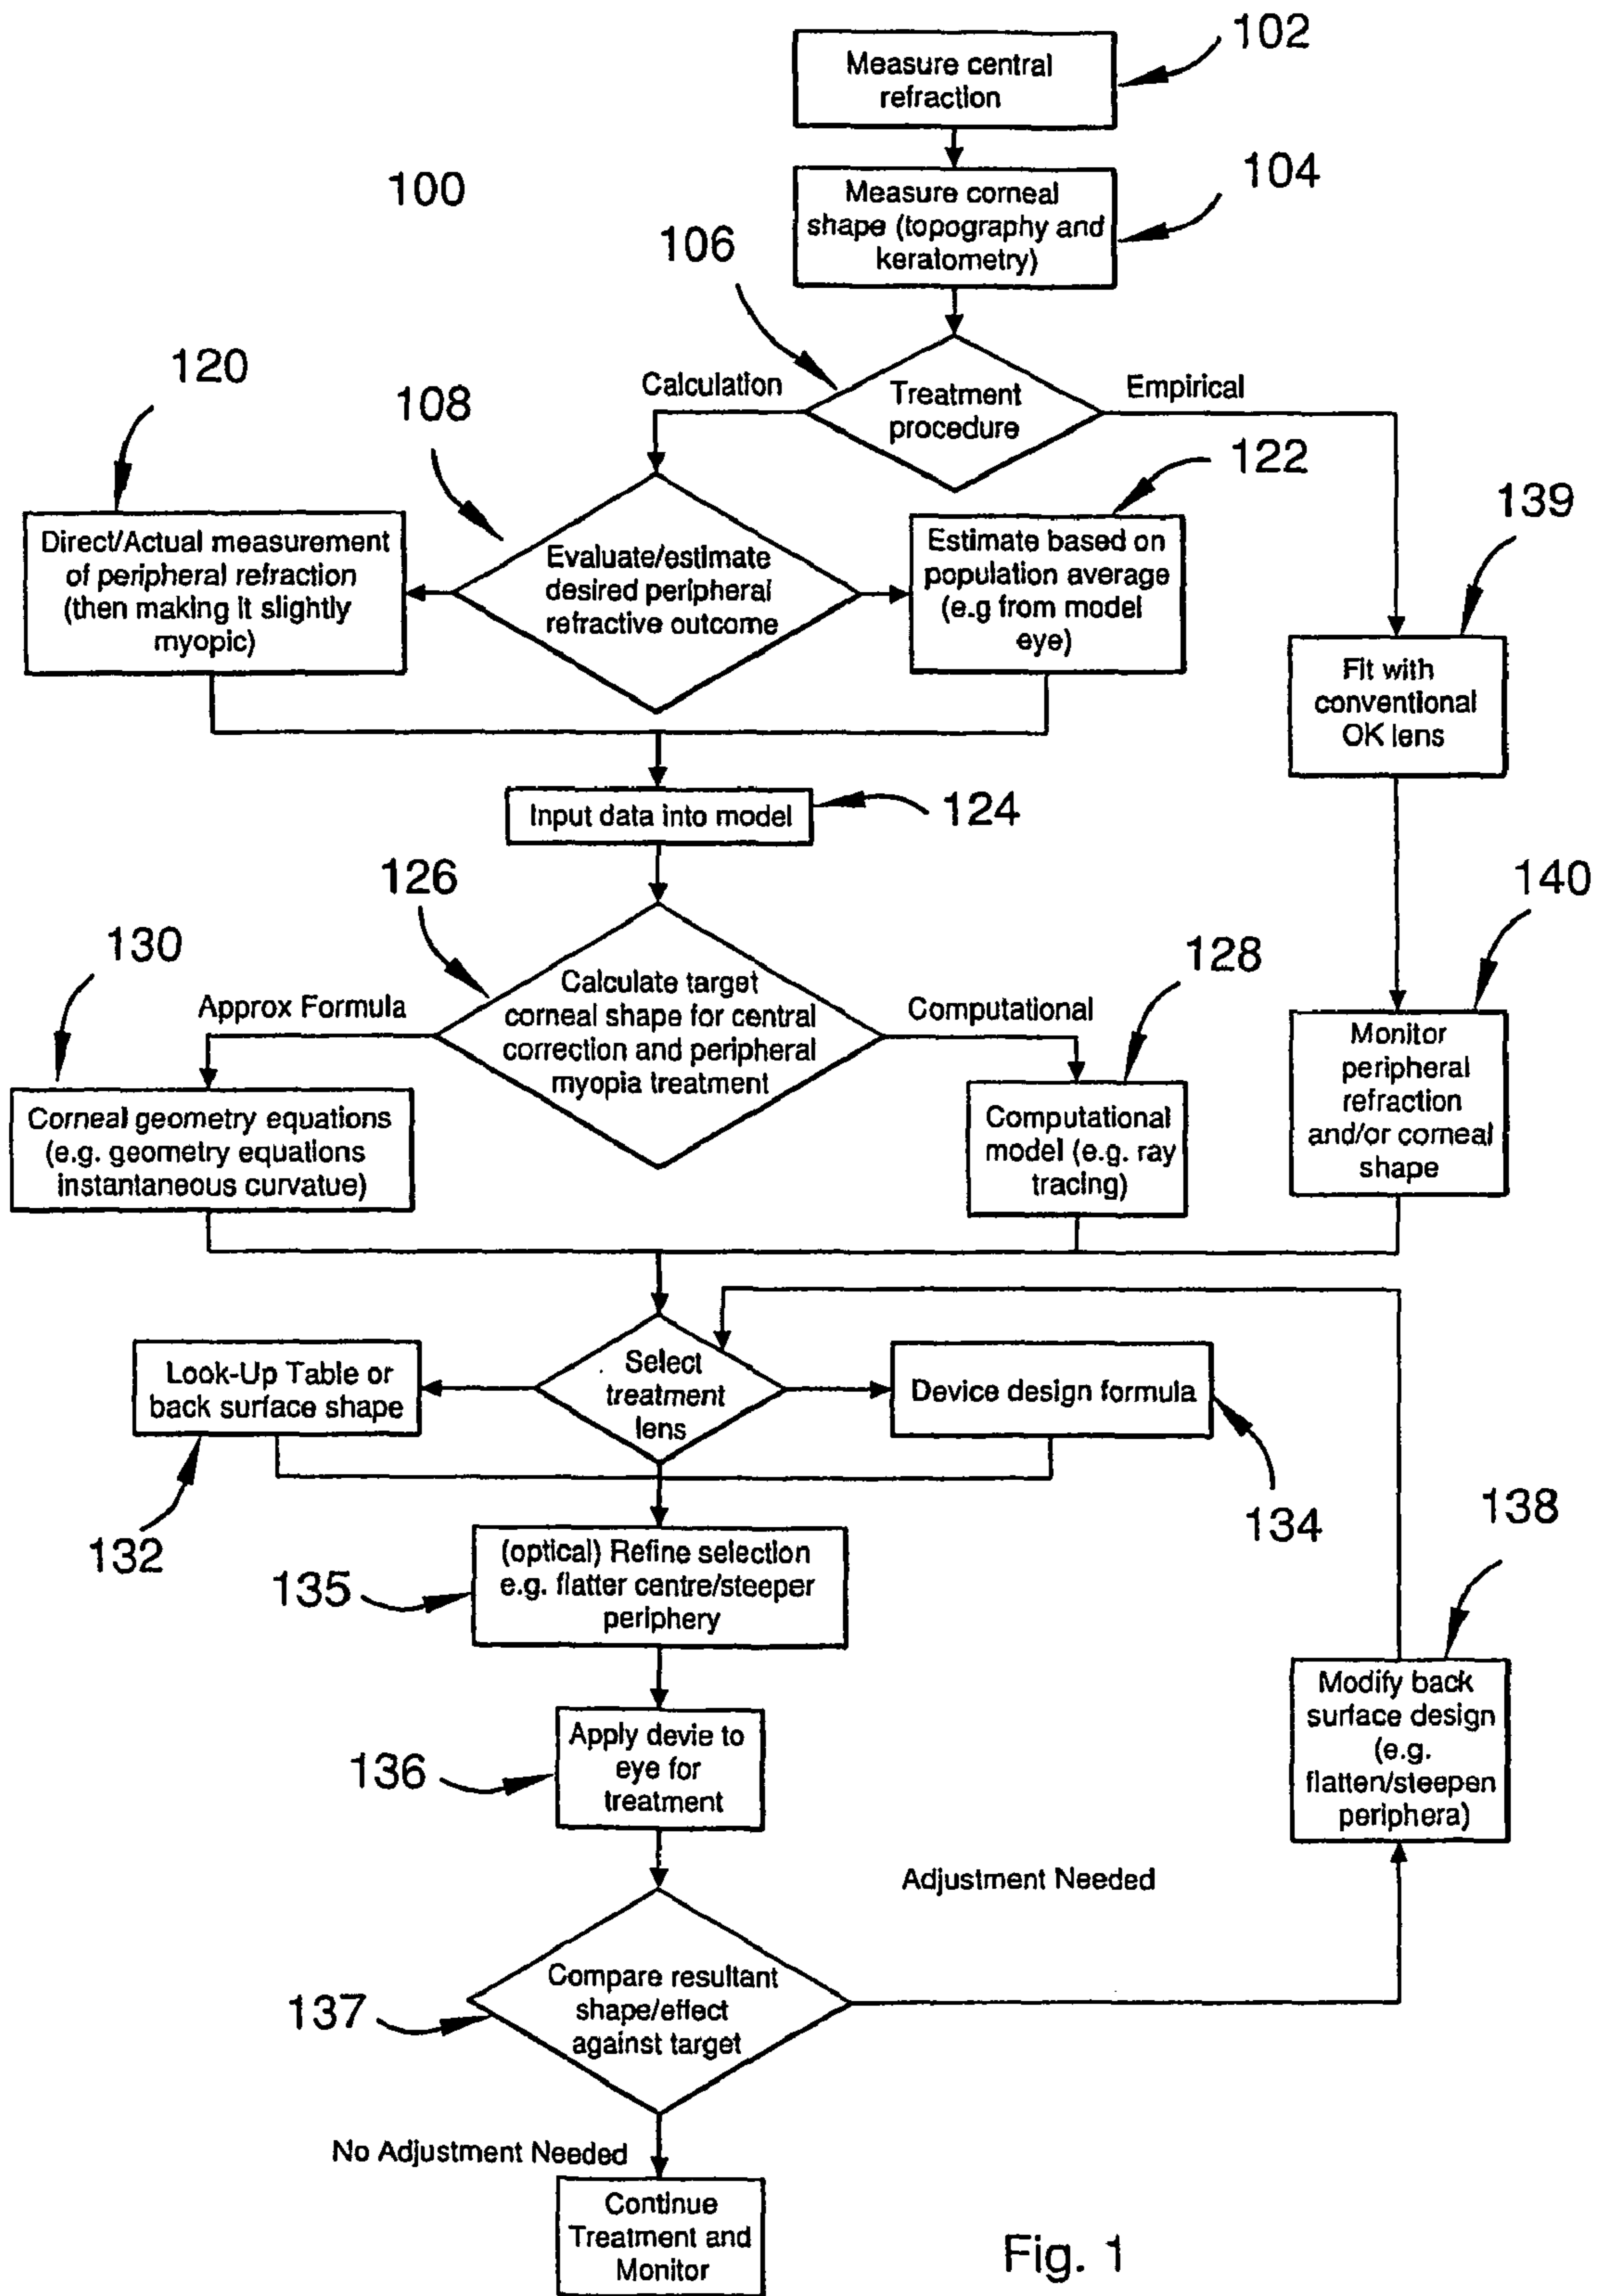 102
Measure central
refraction
104
100
Measure corneal
shape (topography and
keratometry)
106
120
108
Calculation
Treatment
procedure
Empirical
122
139
Direct/Actual measurement
of peripheral refraction
(then making it slightly
myopic)
Evaluate/estimate
desired peripheral
refractive outcome
Estimate based on
population average
(e.g from model
eye)
Fit with
conventional
OK lens
Input data into model
124
126
140
130
128
Approx Formula
Calculate target
corneal shape for central
correction and peripheral
myopia treatment
Computational
Monitor
peripheral
refraction
and/or corneal
shape
Corneal geometry equations
(e.g. geometry equations
instantaneous curvatue)
Computational
model (e.g. ray
tracing)
Look-Up Table or
back surface shape
Select
treatment
lens
Device design formula
132
134
138
135
(optical) Refine selection
e.g. flatter centre/steeper
periphery
136
Apply devie to
eye for
treatment
Modify back
surface design
(e.g.
flatten/steepen
periphera)
Adjustment Needed
137
Compare resultant
shape/effect
against target
No Adjustment Needed
Continue
Treatment and
Monitor
Fig. 1